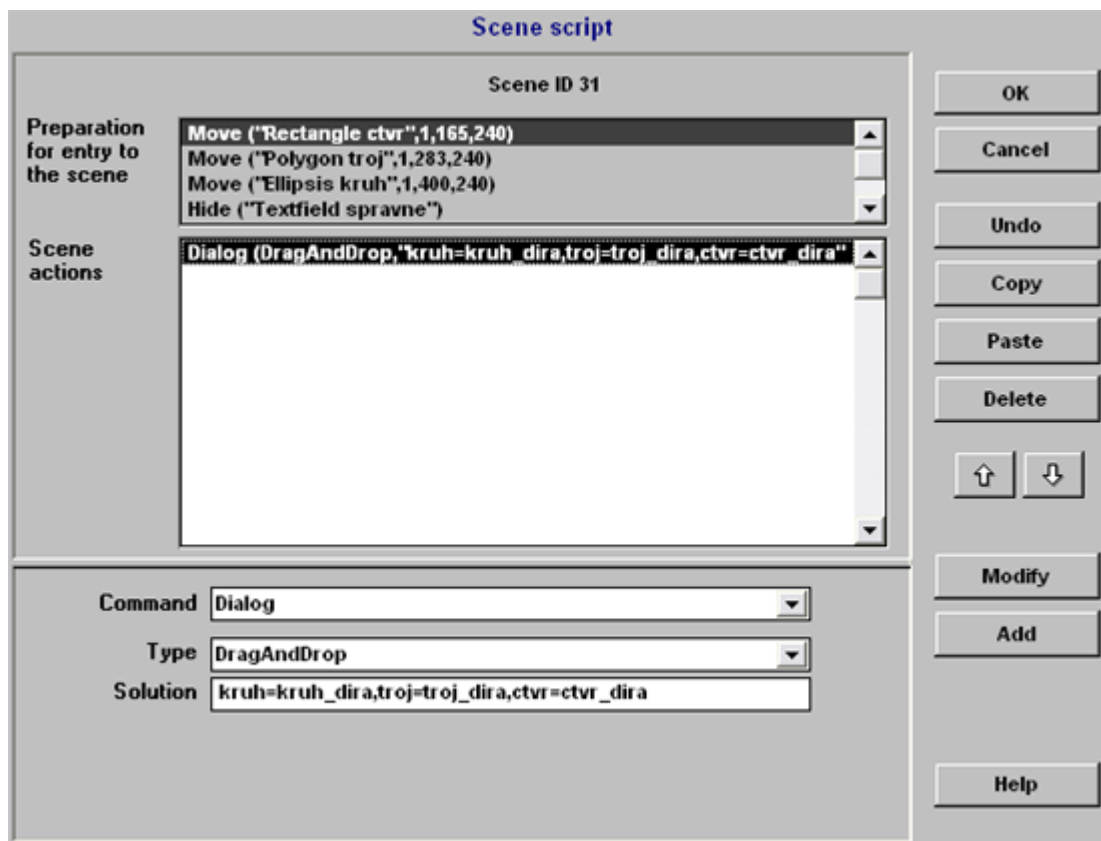 Scene script
Scene ID 31
Preparation
for entry to
the scene
Move ("Rectangle ctvr",1,165,240)
Move ("Polygon troj",1,283,240)
Move ("Ellipsis kruh",1,400,240)
Hide ("Textfield spravne")
Scene
actions
Dialog (DragAndDrop,"kruh=kruh_dira,troj=troj_dira,ctvr=ctvr_dira"
Command
Dialog
Type
DragAndDrop
Solution
kruh=kruh_dira,troj=troj_dira,ctvr=ctvr_dira
OK
Cancel
Undo
Copy
Paste
Delete
Modify
Add
Help